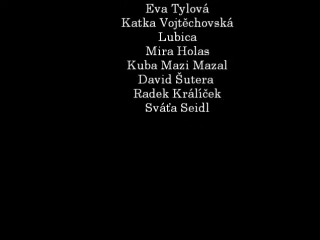 Eva Tylová
Katka Vojtěchovská
Lubica
Mira Holas
Kuba Mazi Mazal
David Šutera
Radek Králíček
Sváťa Seidl